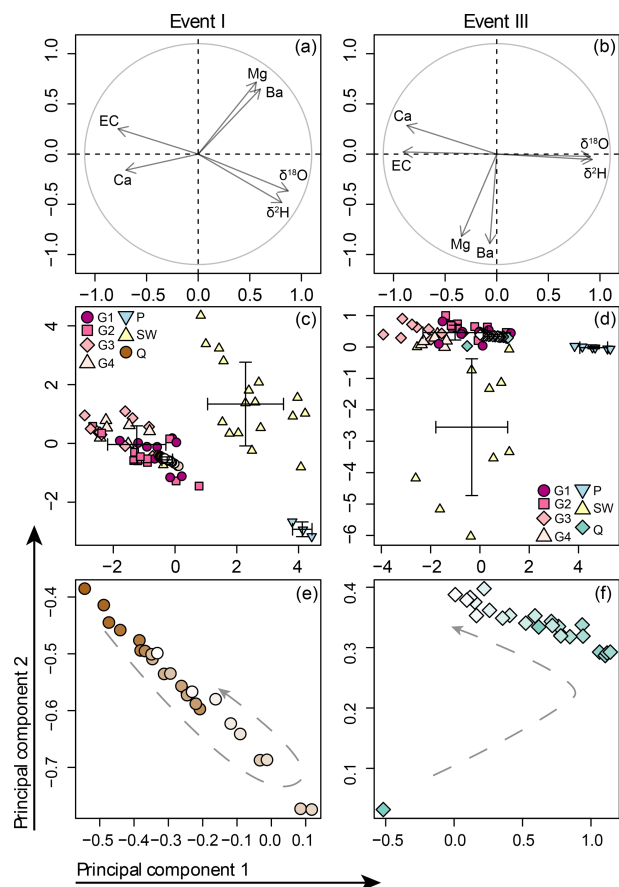 Event I Event III
(a) (b)
Mg
Ba
EC
Ca
δ¹⁸O
δ²H
Ca
EC
δ¹⁸O
δ²H
Mg
Ba
1.0
0.5
0.0
−0.5
−1.0
−1.0 −0.5 0.0 0.5 1.0
−1.0 −0.5 0.0 0.5 1.0
(c) (d)
G1 P
G2 SW
G3 Q
G4
4
2
0
−2
−2 0 2 4
1
0
−1
−2
−3
−4
−5
−6
G1 P
G2 SW
G3 Q
G4
−4 −2 0 2 4
(e) (f)
−0.4
−0.5
−0.6
−0.7
−0.5 −0.4 −0.3 −0.2 −0.1 0.0 0.1
0.4
0.3
0.2
0.1
−0.5 0.0 0.5 1.0
Principal component 2
Principal component 1